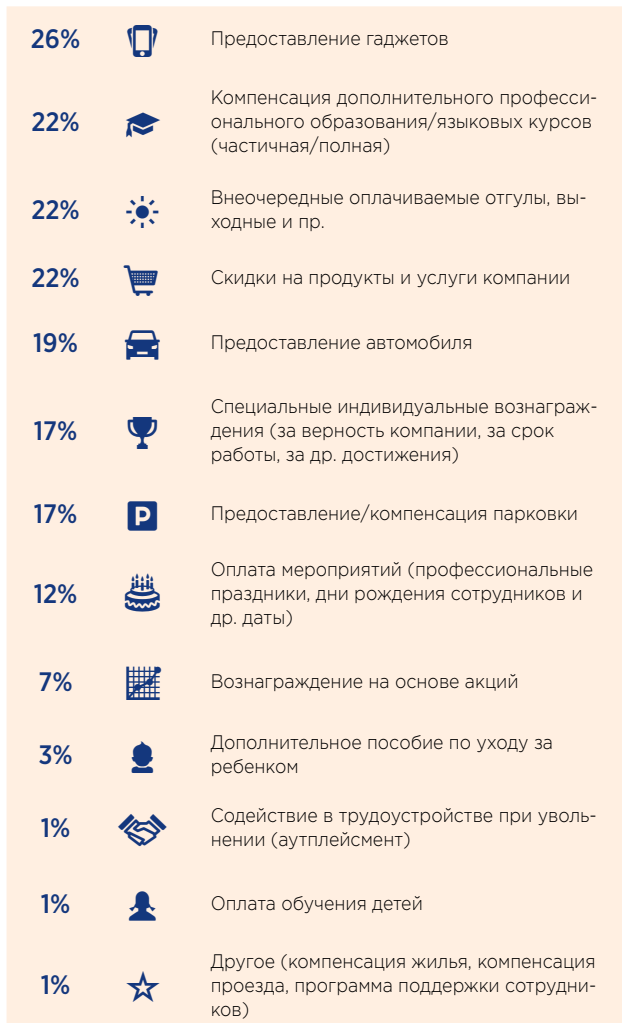 26%
Предоставление гаджетов
22%
Компенсация дополнительного професси-
онального образования/языковых курсов
(частичная/полная)
22%
Внеочередные оплачиваемые отгулы, вы-
ходные и пр.
22%
Скидки на продукты и услуги компании
19%
Предоставление автомобиля
17%
Специальные индивидуальные вознаграж-
дения (за верность компании, за срок
работы, за др. достижения)
17%
P
Предоставление/компенсация парковки
12%
Оплата мероприятий (профессиональные
праздники, дни рождения сотрудников и
др. даты)
7%
Вознаграждение на основе акций
3%
Дополнительное пособие по уходу за
ребенком
1%
Содействие в трудоустройстве при уволь-
нении (аутплейсмент)
1%
Оплата обучения детей
1%
Другое (компенсация жилья, компенсация
проезда, программа поддержки сотрудни-
ков)